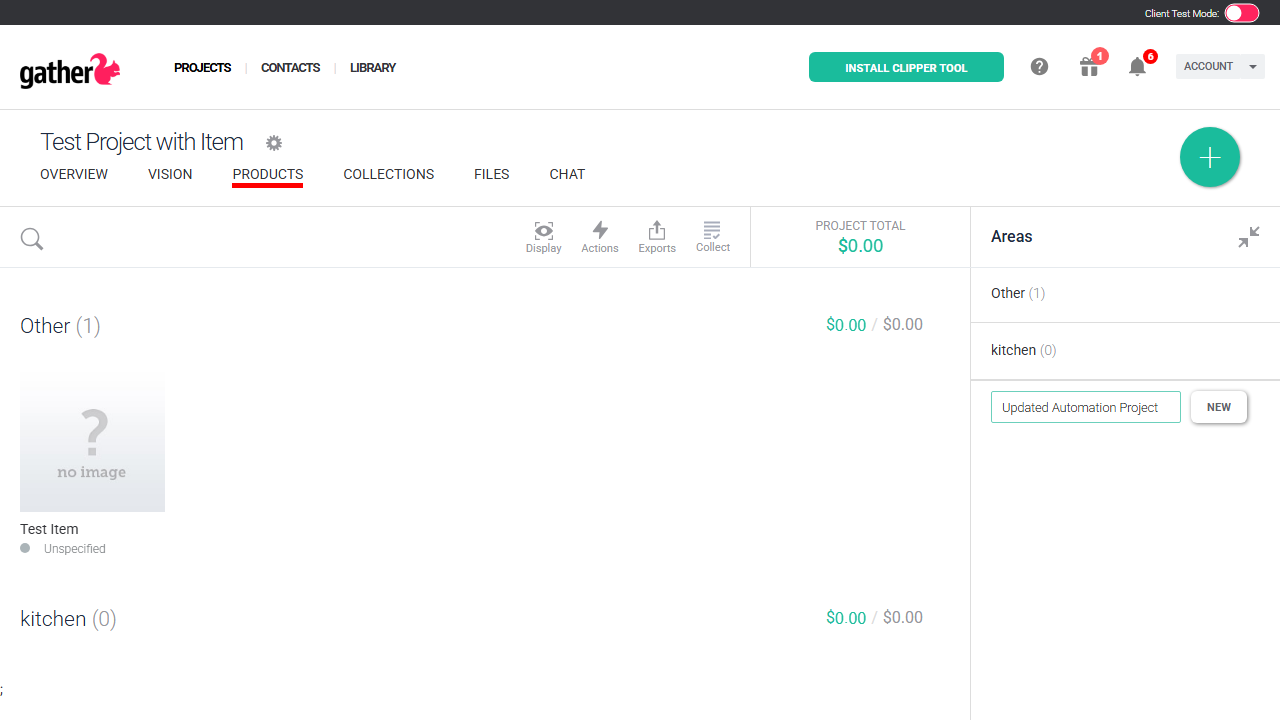 Client Test Mode:
gather
PROJECTS | CONTACTS | LIBRARY
INSTALL CLIPPER TOOL
?
1
6
ACCOUNT
Test Project with Item
OVERVIEW VISION PRODUCTS COLLECTIONS FILES CHAT
Display Actions Exports Collect
PROJECT TOTAL
$0.00
Areas
Other (1)
kitchen (0)
Updated Automation Project
NEW
Other (1)
$0.00 / $0.00
?
no image
Test Item
Unspecified
kitchen (0)
$0.00 / $0.00
;